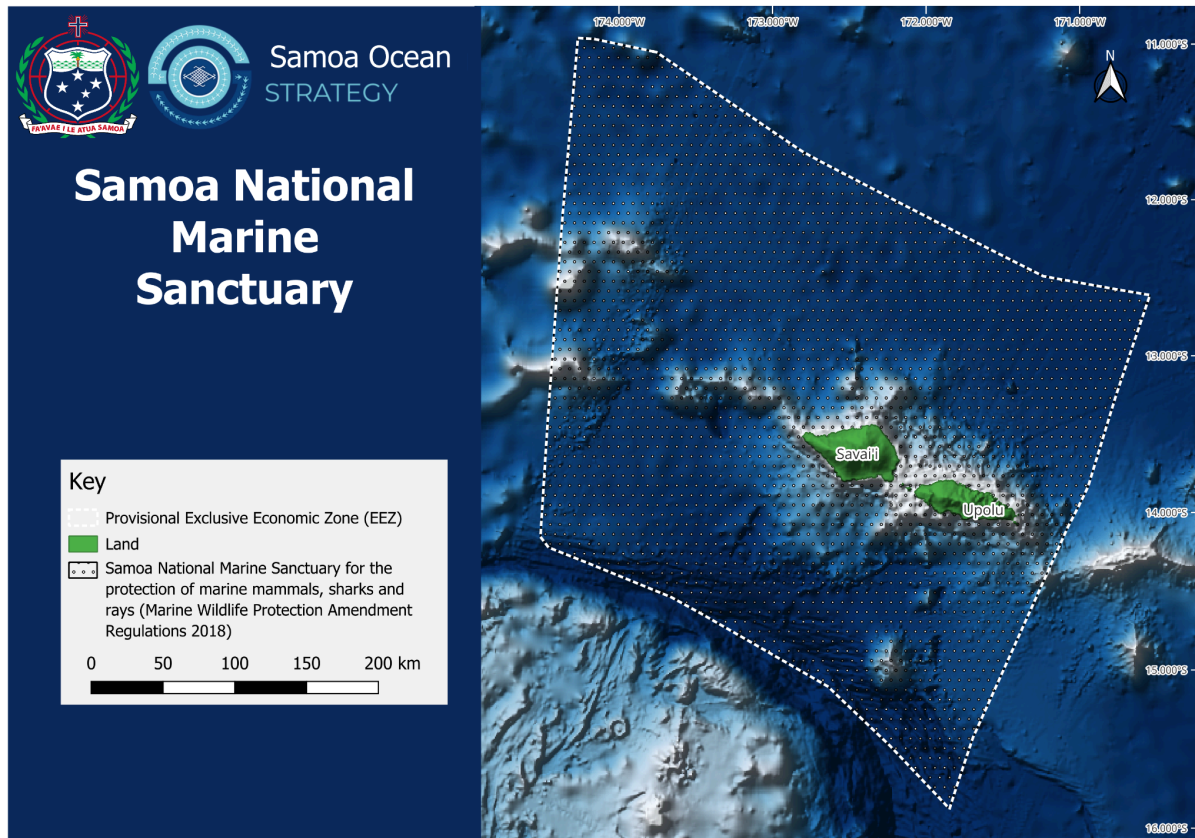 FA'AVAE I LE ATUA SAMOA
Samoa Ocean
STRATEGY
Samoa National
Marine
Sanctuary
Key
Provisional Exclusive Economic Zone (EEZ)
Land
Samoa National Marine Sanctuary for the
protection of marine mammals, sharks and
rays (Marine Wildlife Protection Amendment
Regulations 2018)
0 50 100 150 200 km
174.000°W 173.000°W 172.000°W 171.000°W
11.000°S
N
12.000°S
13.000°S
Savai'i
Upolu
14.000°S
15.000°S
16.000°S